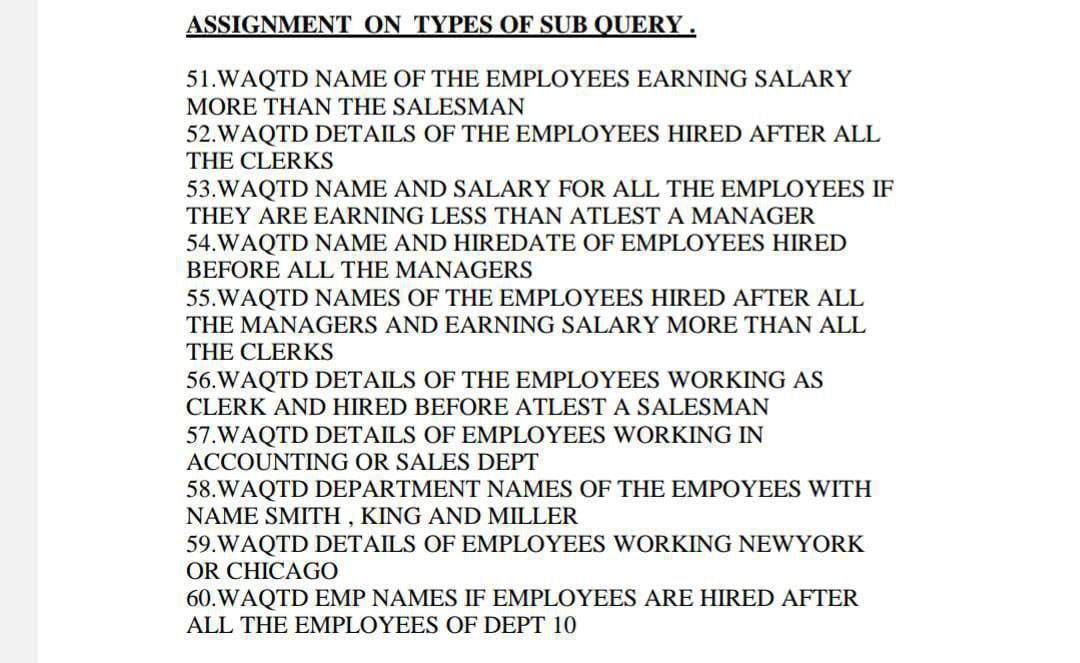 ASSIGNMENT ON TYPES OF SUB QUERY .
51.WAQTD NAME OF THE EMPLOYEES EARNING SALARY
MORE THAN THE SALESMAN
52.WAQTD DETAILS OF THE EMPLOYEES HIRED AFTER ALL
THE CLERKS
53.WAQTD NAME AND SALARY FOR ALL THE EMPLOYEES IF
THEY ARE EARNING LESS THAN ATLEST A MANAGER
54.WAQTD NAME AND HIREDATE OF EMPLOYEES HIRED
BEFORE ALL THE MANAGERS
55.WAQTD NAMES OF THE EMPLOYEES HIRED AFTER ALL
THE MANAGERS AND EARNING SALARY MORE THAN ALL
THE CLERKS
56.WAQTD DETAILS OF THE EMPLOYEES WORKING AS
CLERK AND HIRED BEFORE ATLEST A SALESMAN
57.WAQTD DETAILS OF EMPLOYEES WORKING IN
ACCOUNTING OR SALES DEPT
58.WAQTD DEPARTMENT NAMES OF THE EMPOYEES WITH
NAME SMITH , KING AND MILLER
59.WAQTD DETAILS OF EMPLOYEES WORKING NEWYORK
OR CHICAGO
60.WAQTD EMP NAMES IF EMPLOYEES ARE HIRED AFTER
ALL THE EMPLOYEES OF DEPT 10